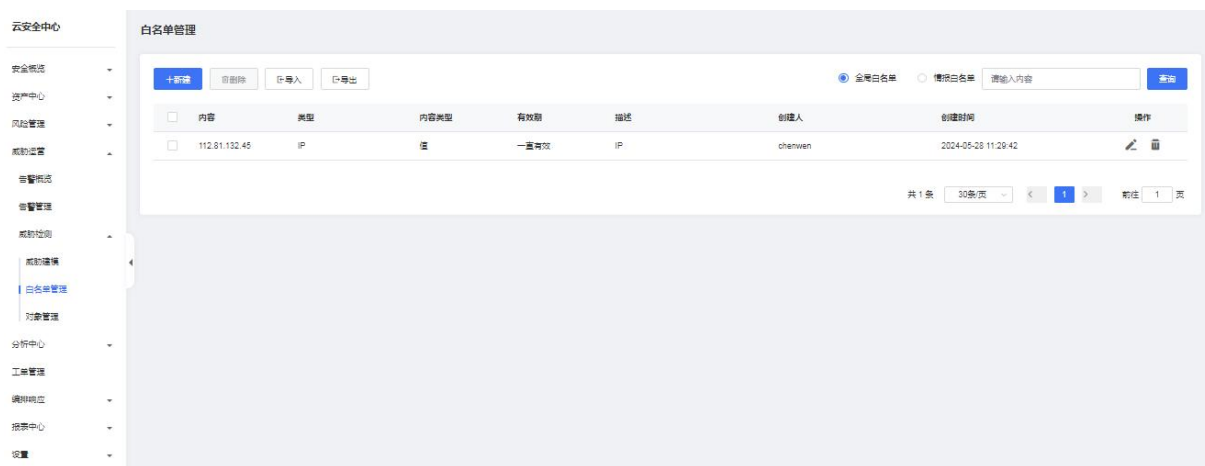 云安全中心
安全概览
资产中心
风险管理
威胁运营
告警概览
告警管理
威胁检测
威胁建模
白名单管理
对象管理
分析中心
工单管理
编排响应
报表中心
设置
白名单管理
+新建 删除 导入 导出 全局白名单 情报白名单 请输入内容 查询
内容 类型 内容类型 有效期 描述 创建人 创建时间 操作
112.81.132.45 IP 值 一直有效 IP chenwen 2024-05-28 11:29:42
共 1 条 30条/页 < 1 > 前往 1 页